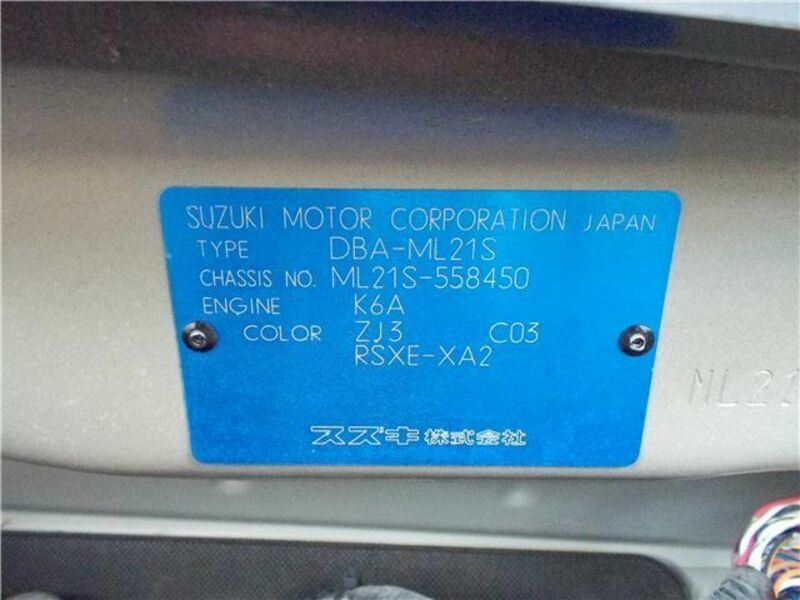 SUZUKI MOTOR CORPORATION JAPAN
TYPE DBA-ML21S
CHASSIS NO. ML21S-558450
ENGINE K6A
COLOR ZJ3 C03
RSXE-XA2
スズキ株式会社
ML21